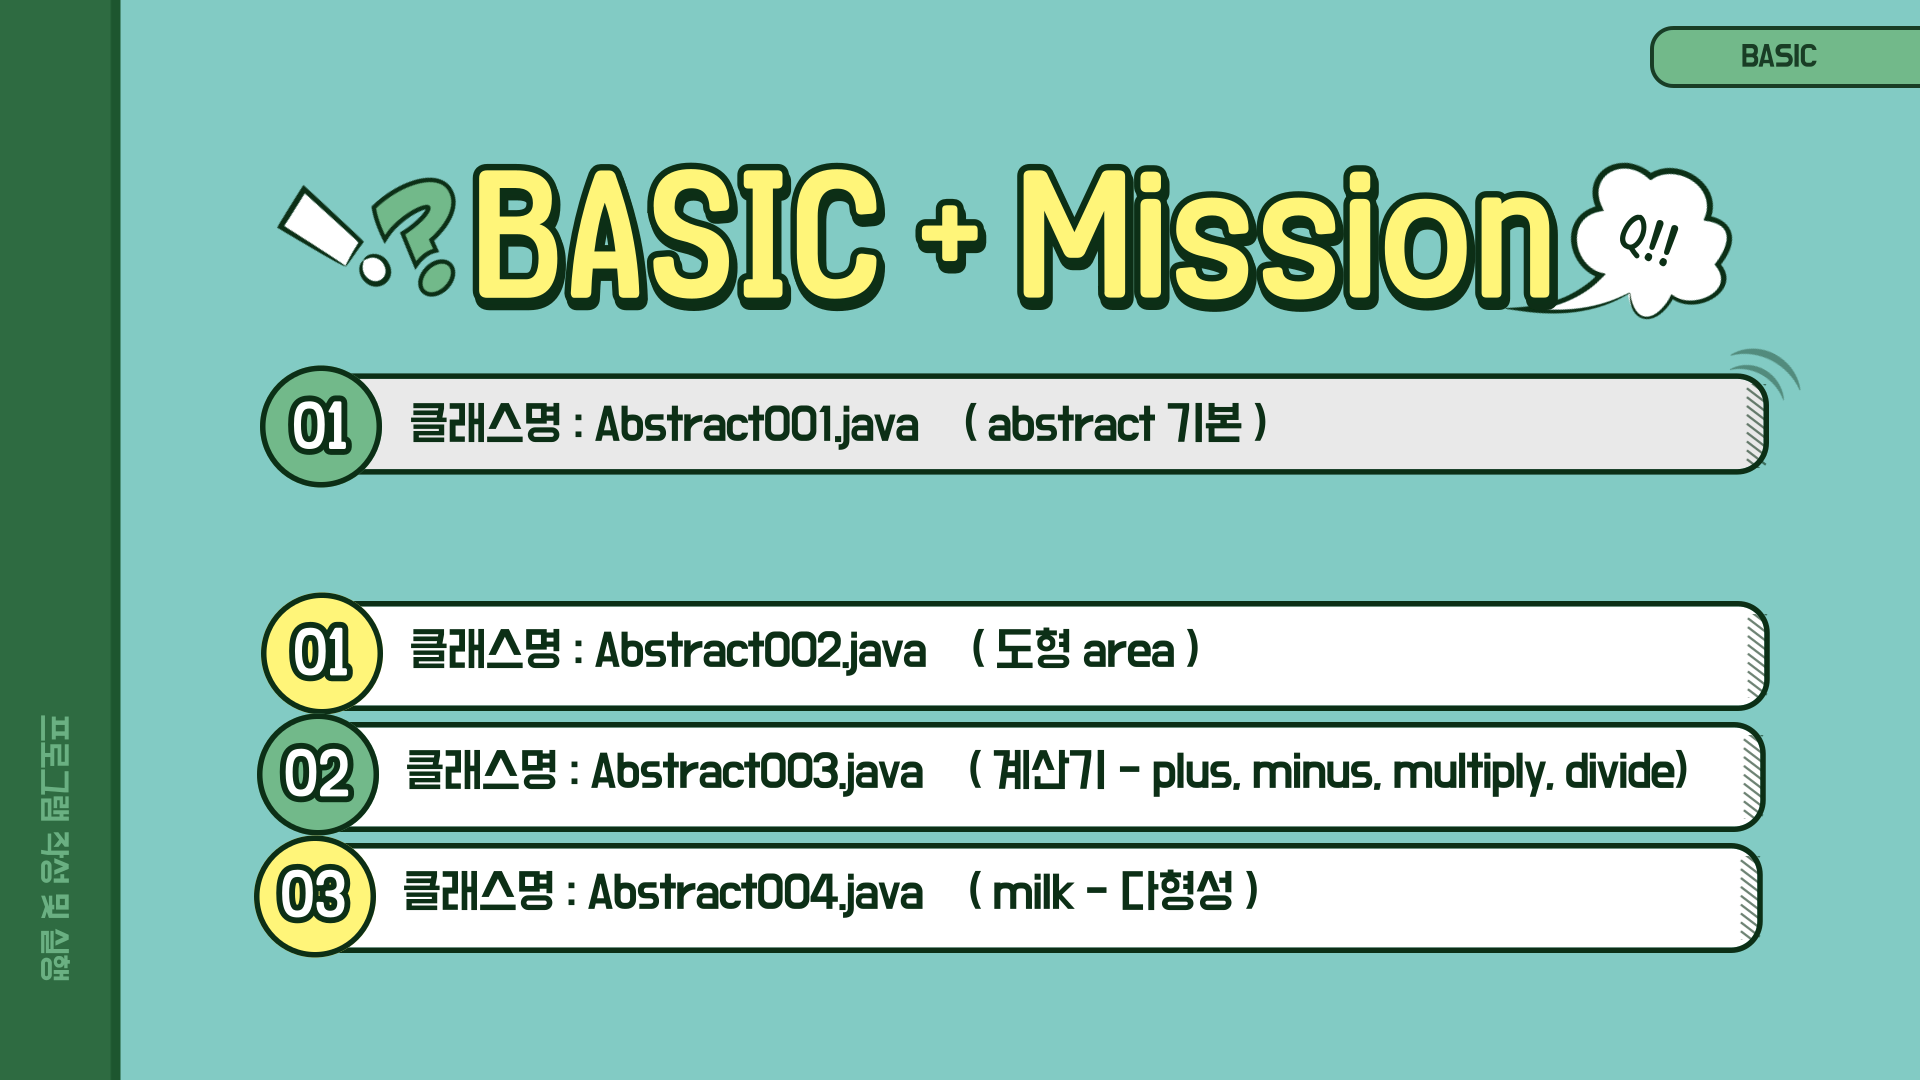 BASIC
BASIC + Mission
Q!!
01 클래스명 : Abstract001.java ( abstract 기본 )
01 클래스명 : Abstract002.java ( 도형 area )
02 클래스명 : Abstract003.java ( 계산기 - plus, minus, multiply, divide)
03 클래스명 : Abstract004.java ( milk - 다형성 )
프로그램 작성 및 실행